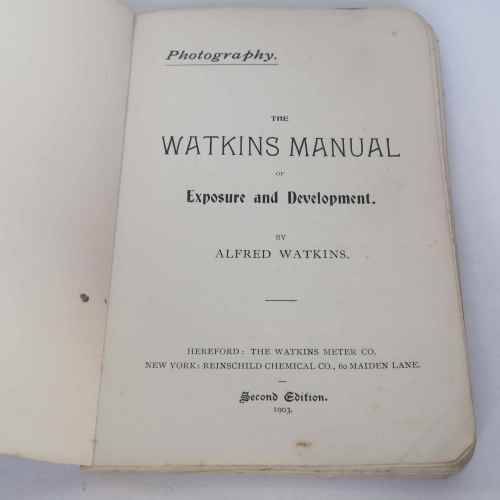 Photography.
THE
WATKINS MANUAL
OF
Exposure and Development.
BY
ALFRED WATKINS.
HEREFORD: THE WATKINS METER CO.
NEW YORK: REINSCHILD CHEMICAL CO., 60 MAIDEN LANE.
Second Edition.
1903.